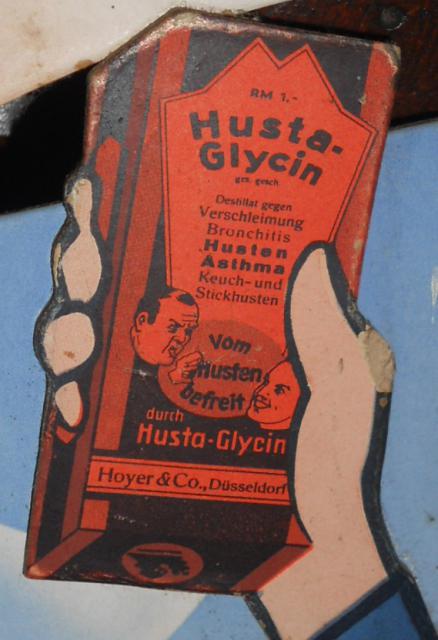 RM 1,-
Husta-
Glycin
ges. gesch.
Destillat gegen
Verschleimung
Bronchitis
Husten
Asthma
Keuch- und
Stickhusten
Vom
Husten
befreit
durch
Husta-Glycin
Hoyer & Co., Düsseldorf